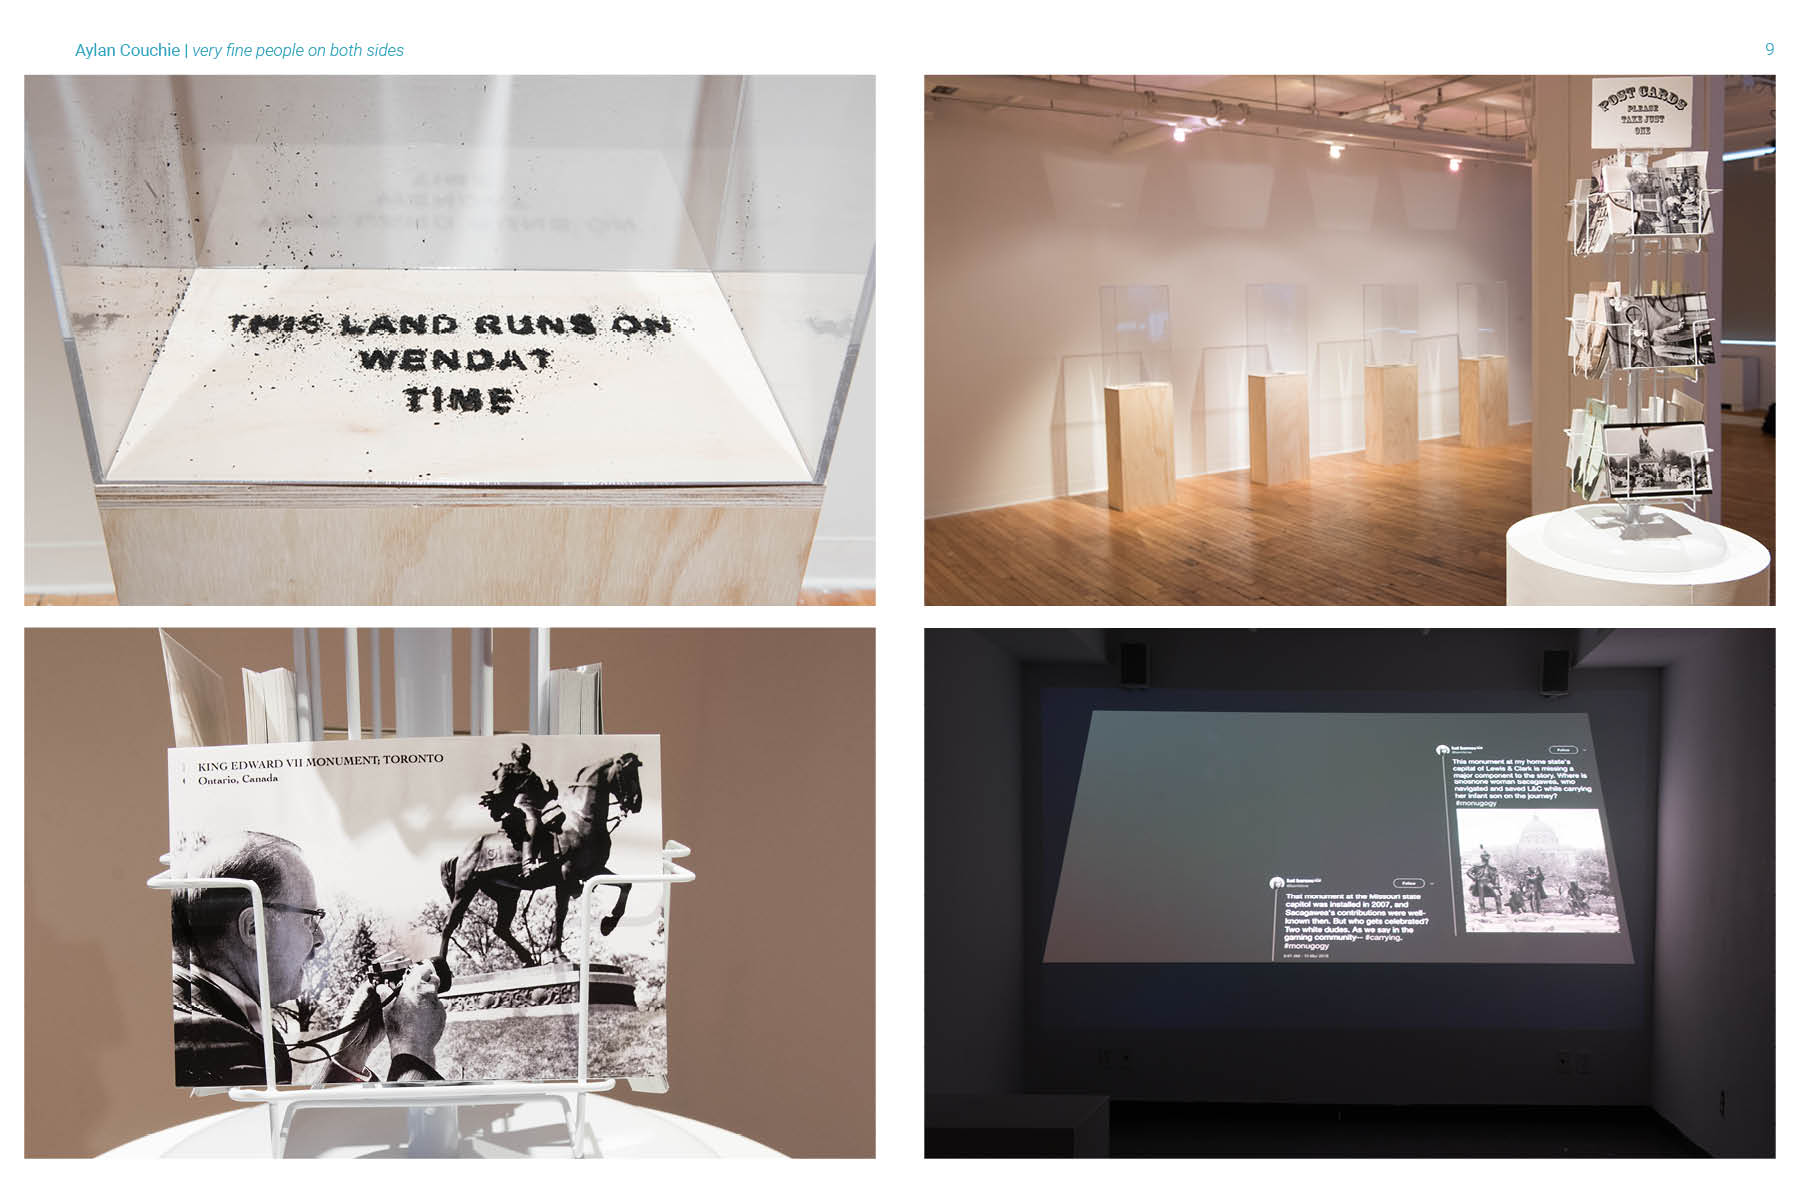 Aylan Couchie | very fine people on both sides
9
THIS LAND RUNS ON
WENDAT
TIME
POST CARDS
PLEASE
TAKE JUST
ONE
KING EDWARD VII MONUMENT; TORONTO
Ontario, Canada
Follow
This monument at my home state's
capital of Lewis & Clark is missing a
major component to the story. Where is
Shoshone woman Sacagawea, who
navigated and saved L&C while carrying
her infant son on the journey?
#monugogy
Follow
That monument at the Missouri state
capitol was installed in 2007, and
Sacagawea's contributions were well-
known then. But who gets celebrated?
Two white dudes. As we say in the
gaming community-- #carrying.
#monugogy